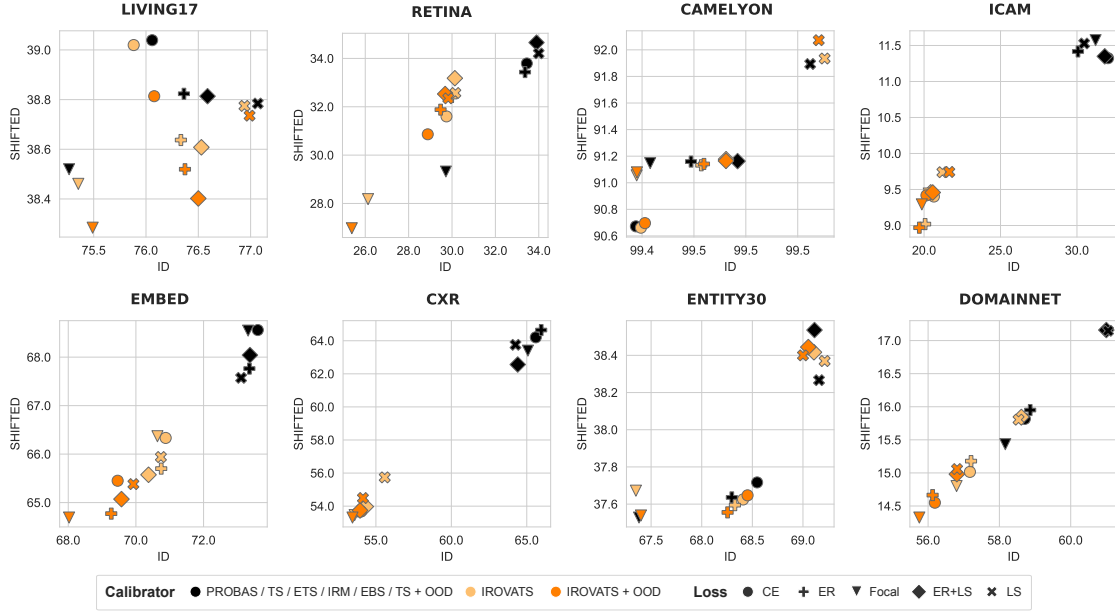 LIVING17
39.0
38.8
38.6
38.4
SHIFTED
75.5
76.0
76.5
77.0
ID
RETINA
34.0
32.0
30.0
28.0
SHIFTED
26.0
28.0
30.0
32.0
34.0
ID
CAMELYON
92.0
91.8
91.6
91.4
91.2
91.0
90.8
90.6
SHIFTED
99.4
99.5
99.5
99.5
ID
ICAM
11.5
11.0
10.5
10.0
9.5
9.0
SHIFTED
20.0
30.0
ID
EMBED
68.0
67.0
66.0
65.0
SHIFTED
68.0
70.0
72.0
ID
CXR
64.0
62.0
60.0
58.0
56.0
54.0
SHIFTED
55.0
60.0
65.0
ID
ENTITY30
38.4
38.2
38.0
37.8
37.6
SHIFTED
67.5
68.0
68.5
69.0
ID
DOMAINNET
17.0
16.5
16.0
15.5
15.0
14.5
SHIFTED
56.0
58.0
60.0
ID
Calibrator PROBAS / TS / ETS / IRM / EBS / TS + OOD IROVATS IROVATS + OOD Loss CE ER Focal ER+LS LS